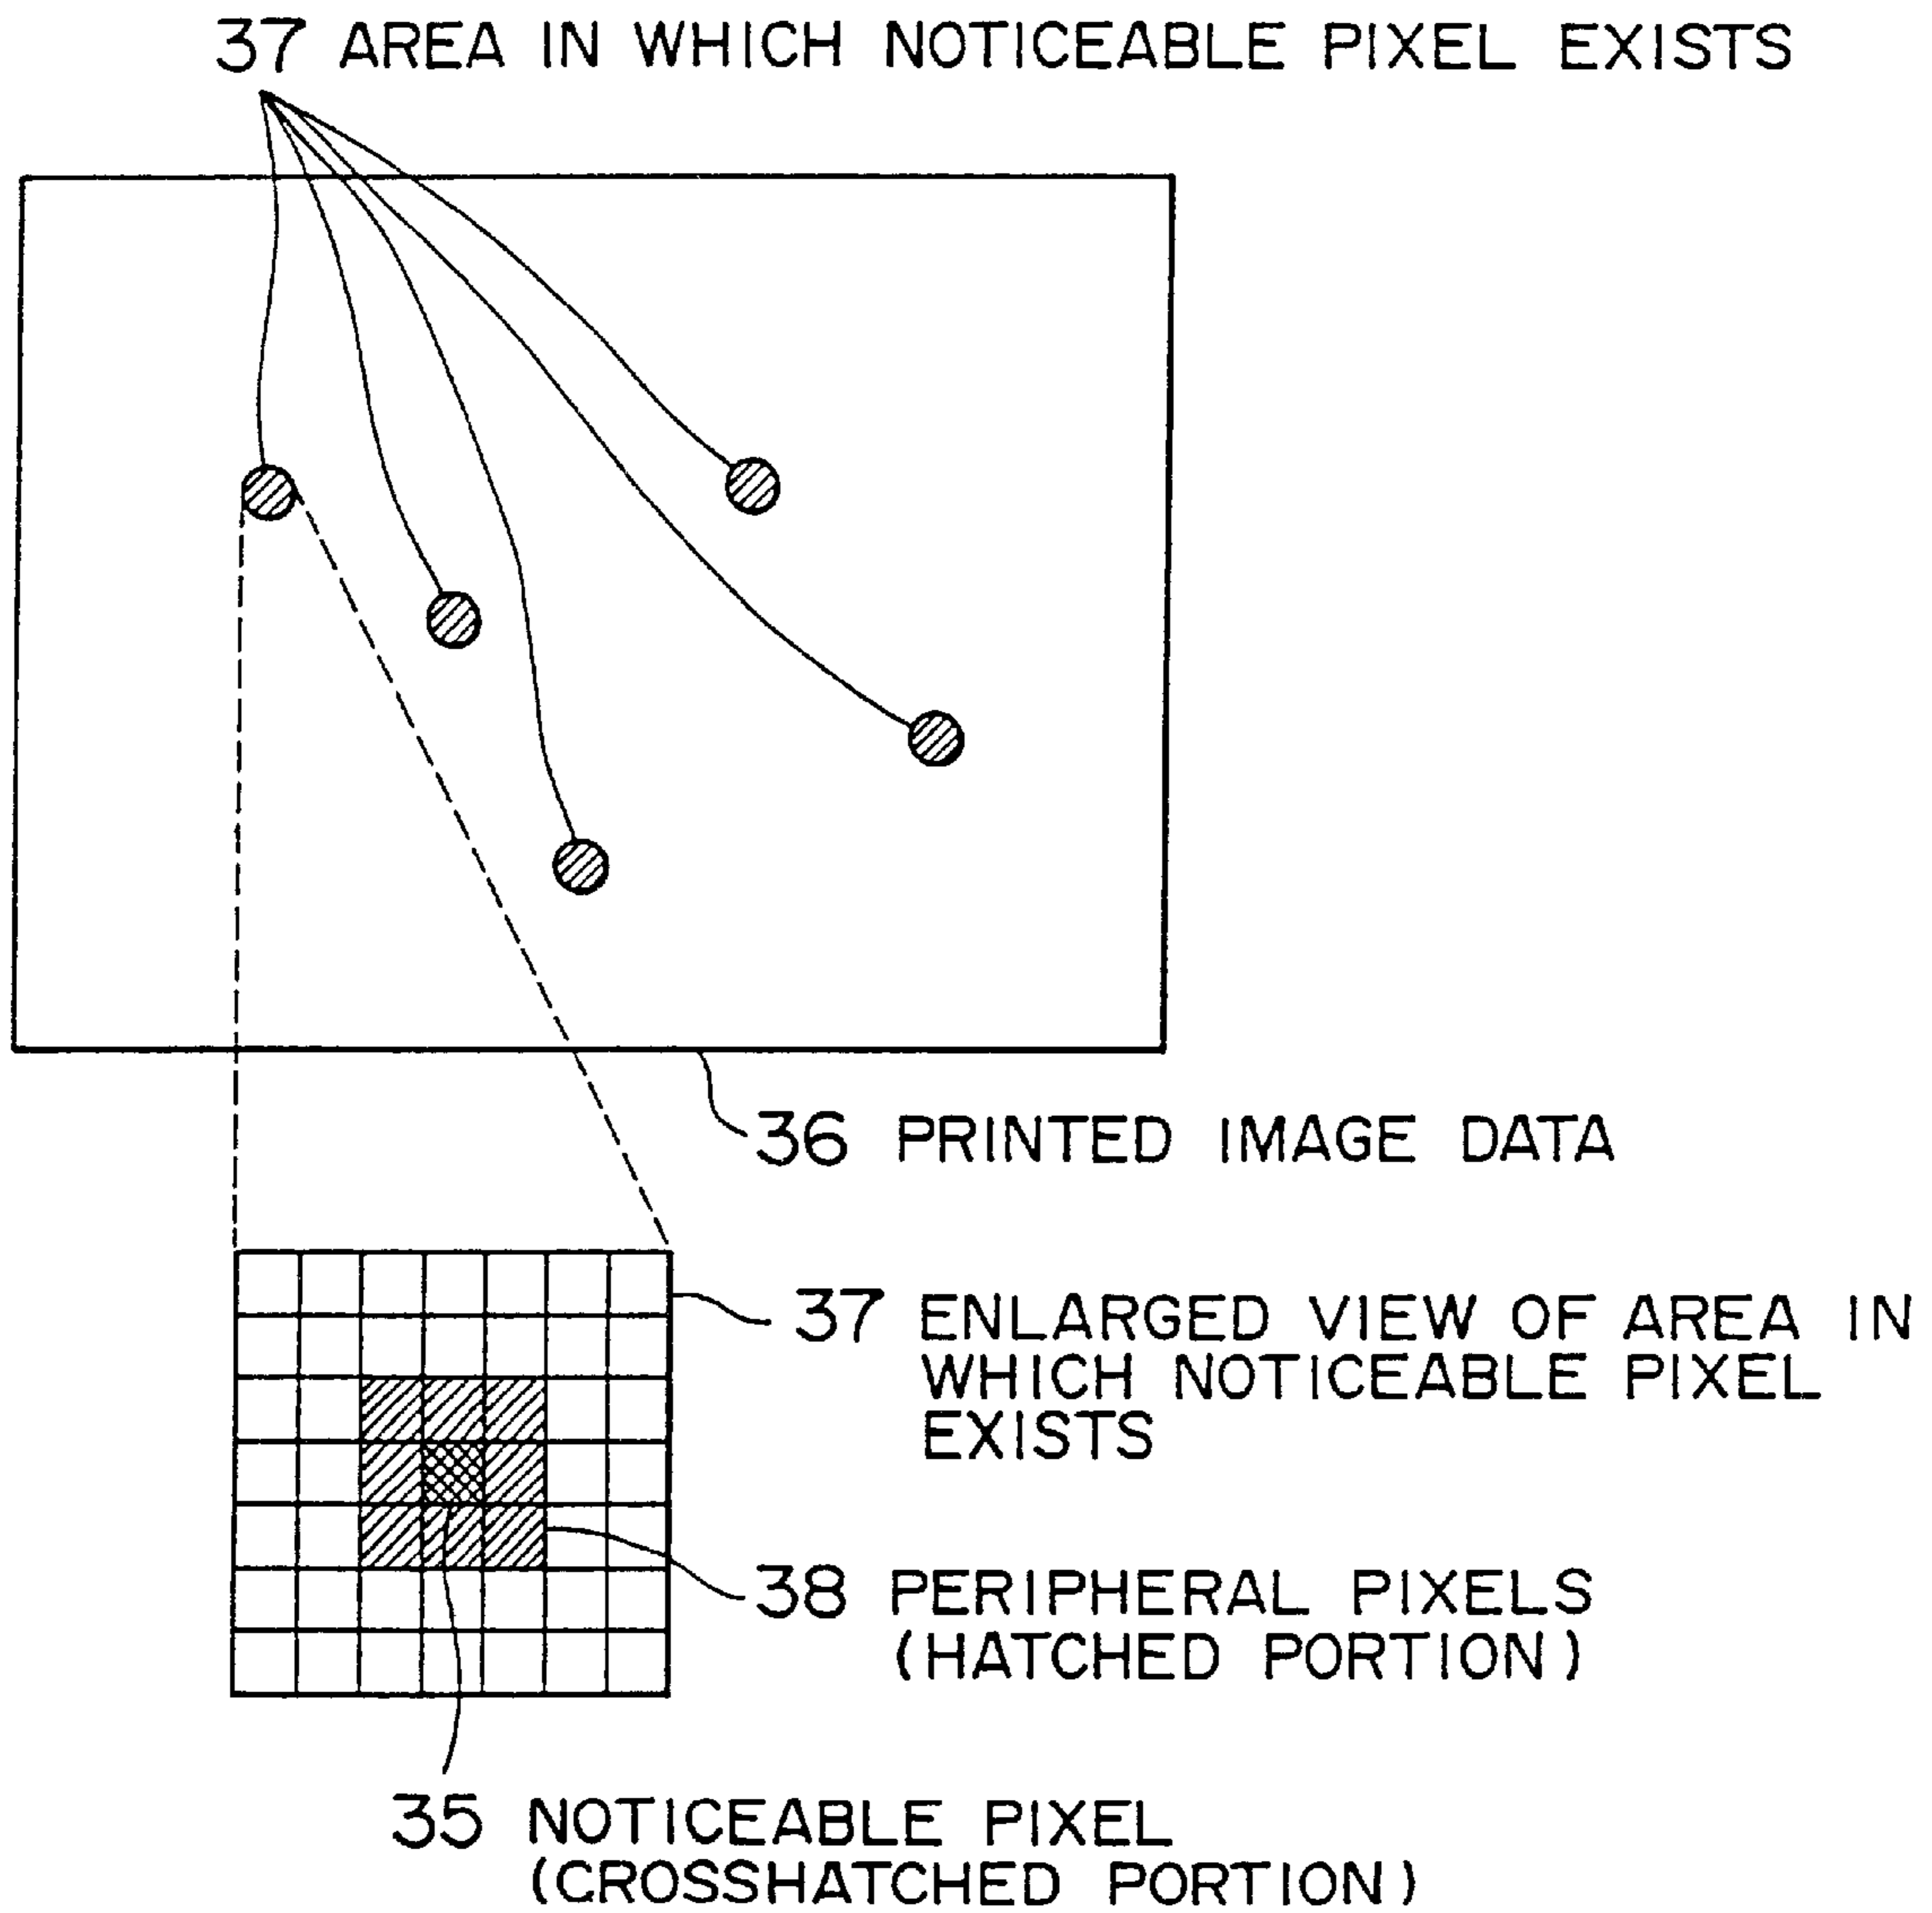 37 AREA IN WHICH NOTICEABLE PIXEL EXISTS
36 PRINTED IMAGE DATA
37 ENLARGED VIEW OF AREA IN
WHICH NOTICEABLE PIXEL
EXISTS
38 PERIPHERAL PIXELS
(HATCHED PORTION)
35 NOTICEABLE PIXEL
(CROSSHATCHED PORTION)